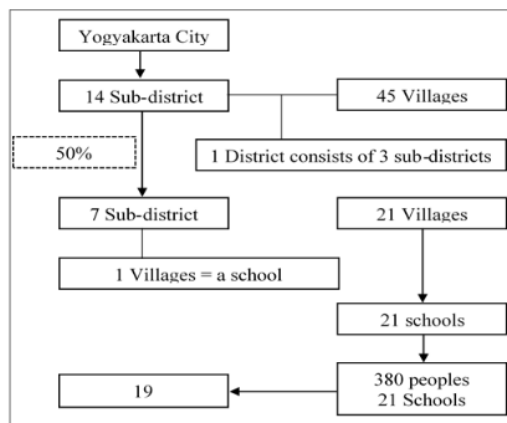 Yogyakarta City
14 Sub-district
45 Villages
50%
1 District consists of 3 sub-districts
7 Sub-district
21 Villages
1 Villages = a school
21 schools
19
380 peoples
21 Schools